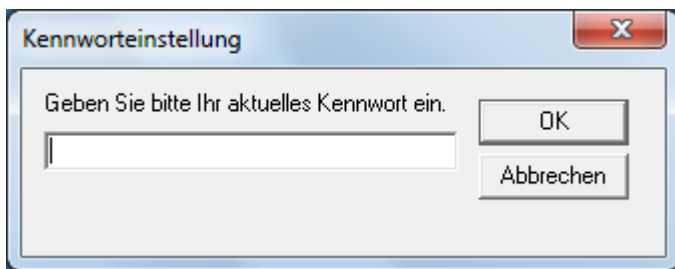 Kennworteinstellung
Geben Sie bitte Ihr aktuelles Kennwort ein.
OK
Abbrechen